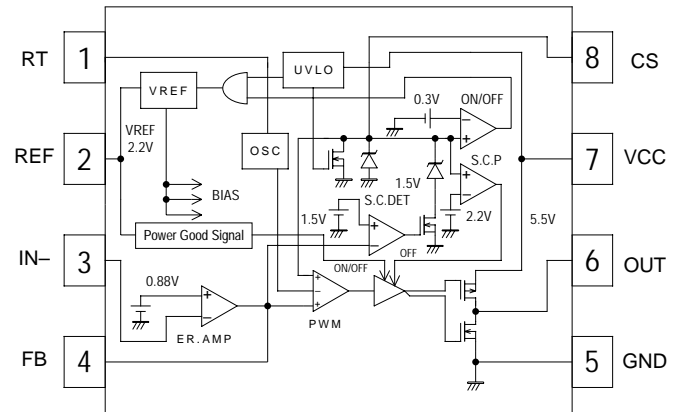 RT 1
8 CS
UVLO
VREF
0.3V
ON/OFF
VREF
2.2V
OSC
REF 2
7 VCC
S.C.P
1.5V
BIAS
S.C.DET
1.5V
2.2V
5.5V
Power Good Signal
IN– 3
6 OUT
ON/OFF
OFF
0.88V
PWM
ER.AMP
FB 4
5 GND
+
−
+
−
+
−
+
−
+